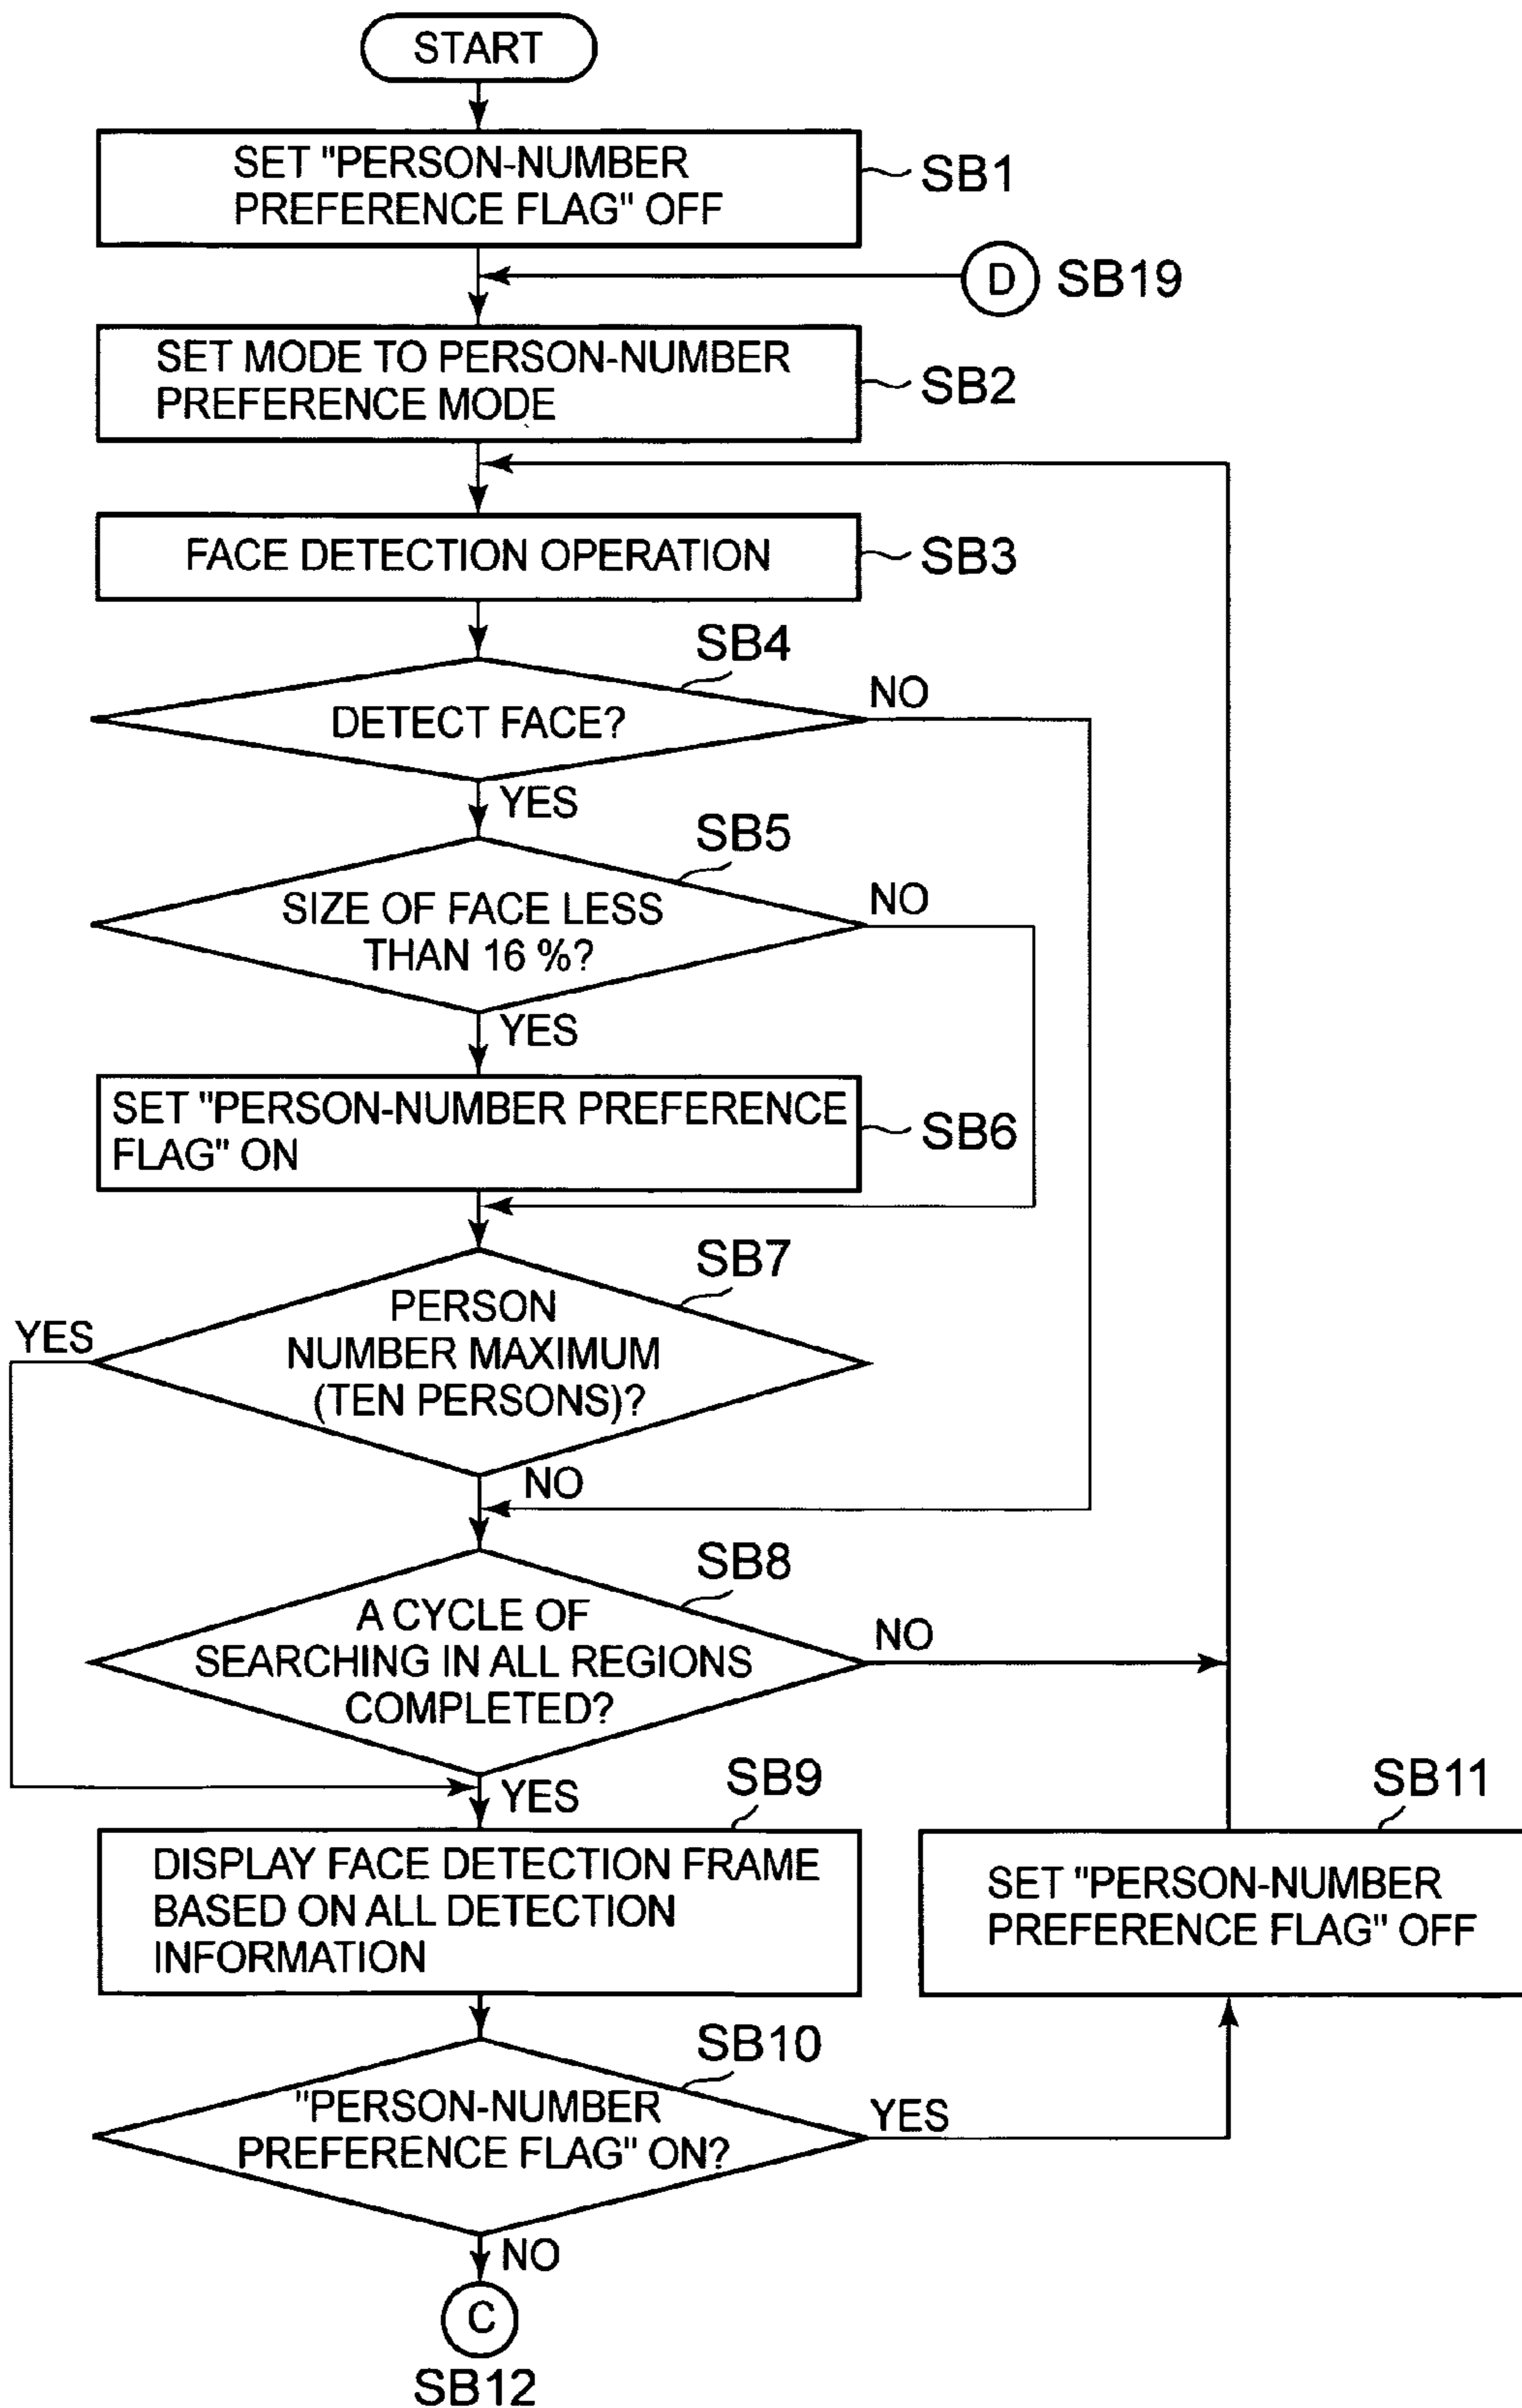 START
SET "PERSON-NUMBER
PREFERENCE FLAG" OFF
SB1
D
SB19
SET MODE TO PERSON-NUMBER
PREFERENCE MODE
SB2
FACE DETECTION OPERATION
SB3
SB4
DETECT FACE?
NO
YES
SB5
SIZE OF FACE LESS
THAN 16 %?
NO
YES
SET "PERSON-NUMBER PREFERENCE
FLAG" ON
SB6
SB7
PERSON
NUMBER MAXIMUM
(TEN PERSONS)?
YES
NO
SB8
A CYCLE OF
SEARCHING IN ALL REGIONS
COMPLETED?
NO
YES
SB9
DISPLAY FACE DETECTION FRAME
BASED ON ALL DETECTION
INFORMATION
SB11
SET "PERSON-NUMBER
PREFERENCE FLAG" OFF
SB10
"PERSON-NUMBER
PREFERENCE FLAG" ON?
YES
NO
C
SB12